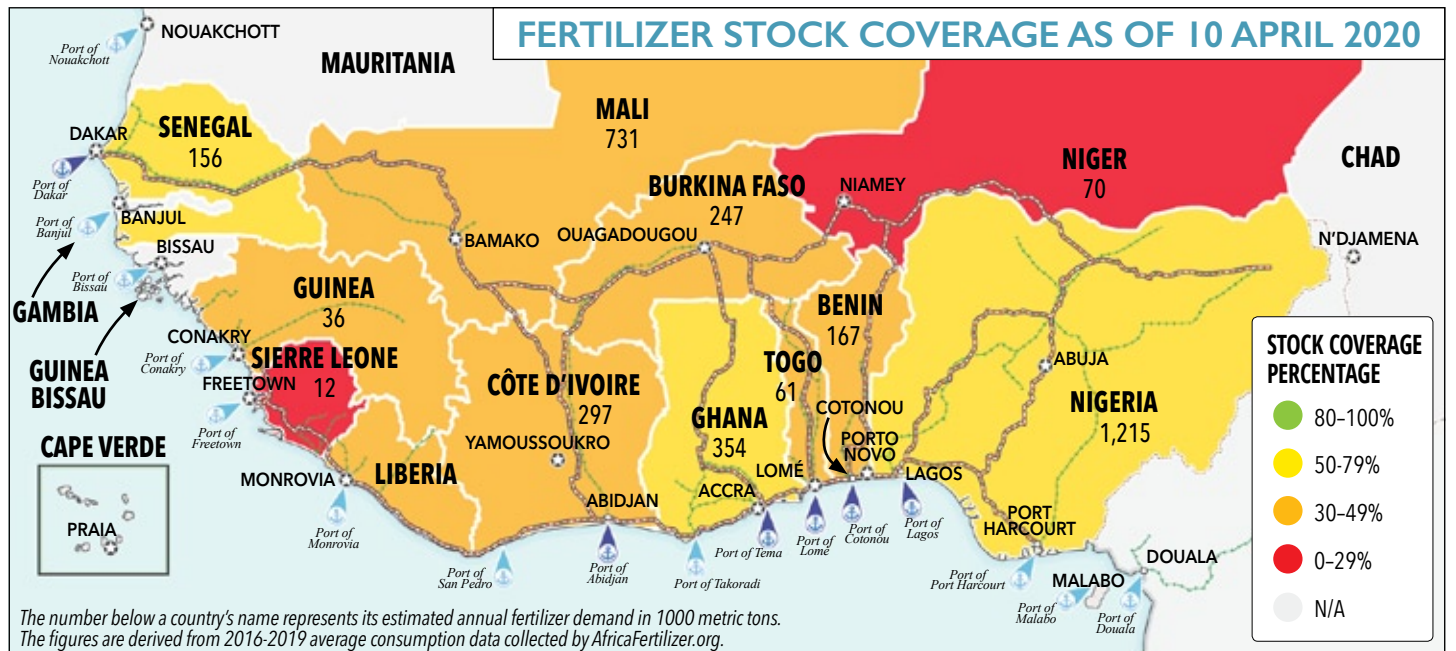 FERTILIZER STOCK COVERAGE AS OF 10 APRIL 2020
NOUAKCHOTT
Port of
Nouakchott
MAURITANIA
MALI
731
SENEGAL
156
DAKAR
Port of
Dakar
NIGER
70
CHAD
BURKINA FASO
247
NIAMEY
BANJUL
Port of
Banjul
BISSAU
Port of
Bissau
BAMAKO
OUAGADOUGOU
N'DJAMENA
GAMBIA
GUINEA
36
BENIN
167
GUINEA
BISSAU
CONAKRY
Port of
Conakry
SIERRE LEONE
12
FREETOWN
Port of
Freetown
CÔTE D'IVOIRE
297
TOGO
61
ABUJA
GHANA
354
COTONOU
NIGERIA
1,215
YAMOUSSOUKRO
PORTO
NOVO
CAPE VERDE
PRAIA
MONROVIA
Port of
Monrovia
LIBERIA
LOMÉ
LAGOS
ACCRA
ABIDJAN
PORT
HARCOURT
Port of
San Pedro
Port of
Abidjan
Port of Takoradi
Port of Tema
Port of
Lomé
Port of
Cotonou
Port of
Lagos
Port of
Port Harcourt
MALABO
Port of
Malabo
DOUALA
Port of
Douala
STOCK COVERAGE
PERCENTAGE
80–100%
50-79%
30–49%
0–29%
N/A
The number below a country's name represents its estimated annual fertilizer demand in 1000 metric tons.
The figures are derived from 2016-2019 average consumption data collected by AfricaFertilizer.org.